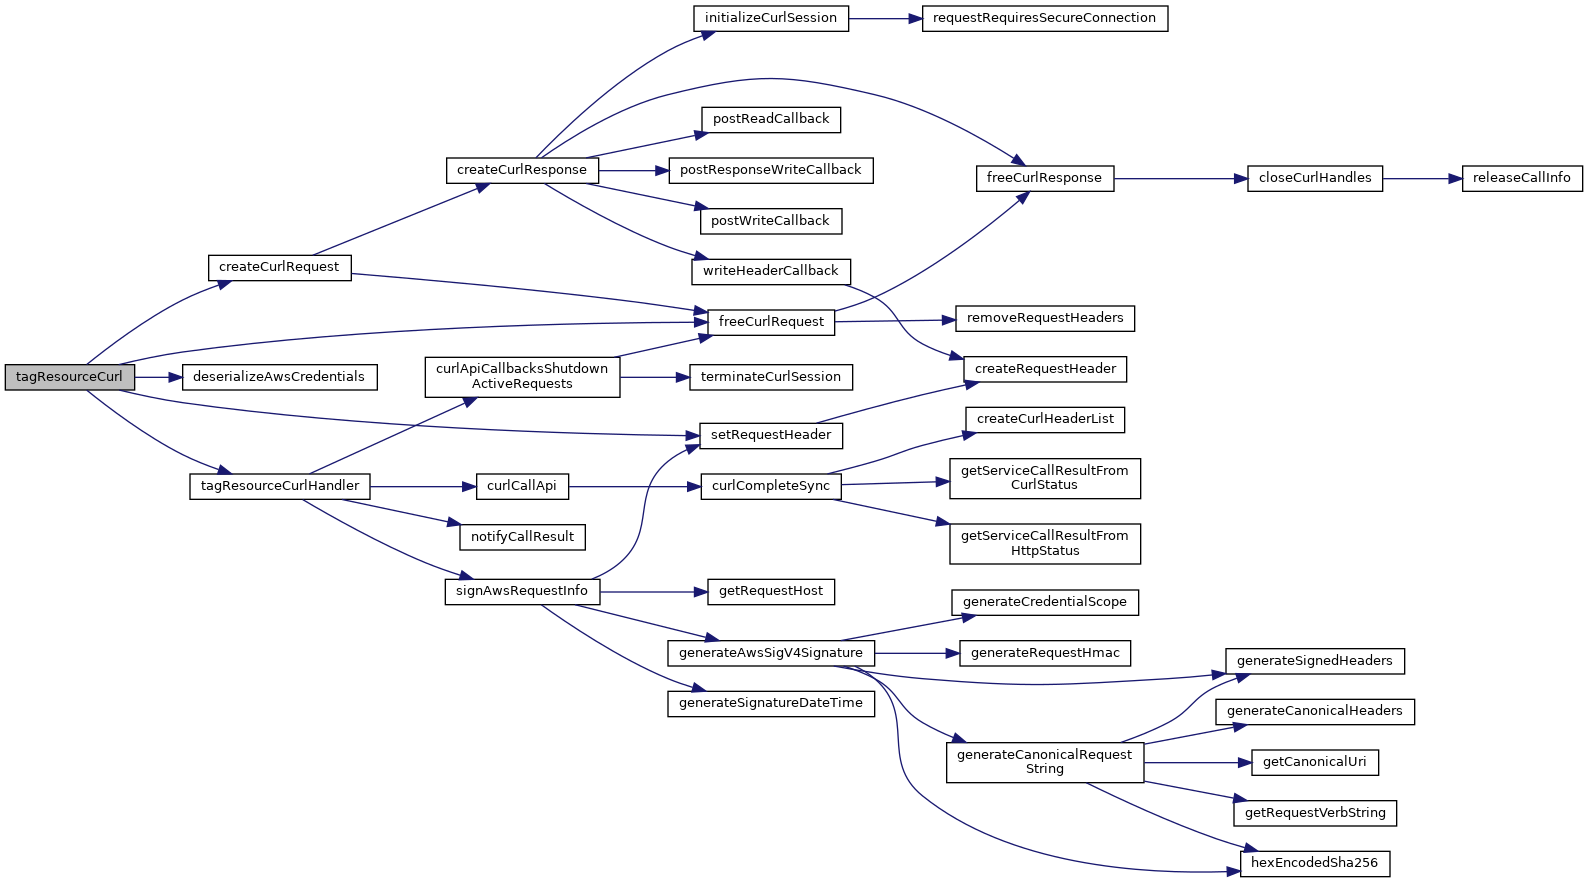 initializeCurlSession
requestRequiresSecureConnection
postReadCallback
createCurlResponse
postResponseWriteCallback
freeCurlResponse
closeCurlHandles
releaseCallInfo
postWriteCallback
createCurlRequest
writeHeaderCallback
freeCurlRequest
removeRequestHeaders
tagResourceCurl
deserializeAwsCredentials
curlApiCallbacksShutdown
ActiveRequests
terminateCurlSession
createRequestHeader
setRequestHeader
createCurlHeaderList
tagResourceCurlHandler
curlCallApi
curlCompleteSync
getServiceCallResultFrom
CurlStatus
notifyCallResult
getServiceCallResultFrom
HttpStatus
signAwsRequestInfo
getRequestHost
generateCredentialScope
generateAwsSigV4Signature
generateRequestHmac
generateSignedHeaders
generateSignatureDateTime
generateCanonicalHeaders
generateCanonicalRequest
String
getCanonicalUri
getRequestVerbString
hexEncodedSha256